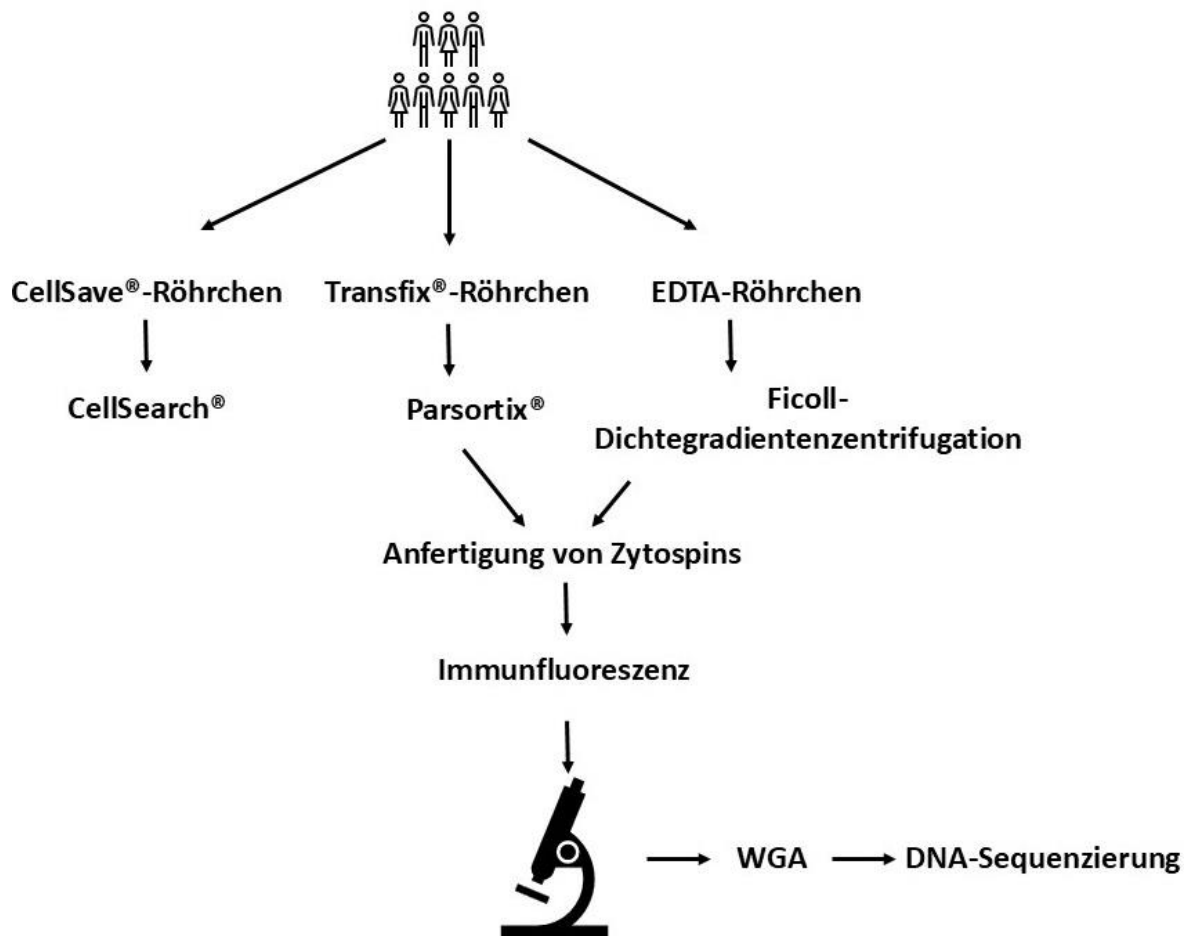 CellSave®-Röhrchen
Transfix®-Röhrchen
EDTA-Röhrchen
CellSearch®
Parsortix®
Ficoll-
Dichtegradientenzentrifugation
Anfertigung von Zytospins
Immunfluoreszenz
WGA
DNA-Sequenzierung